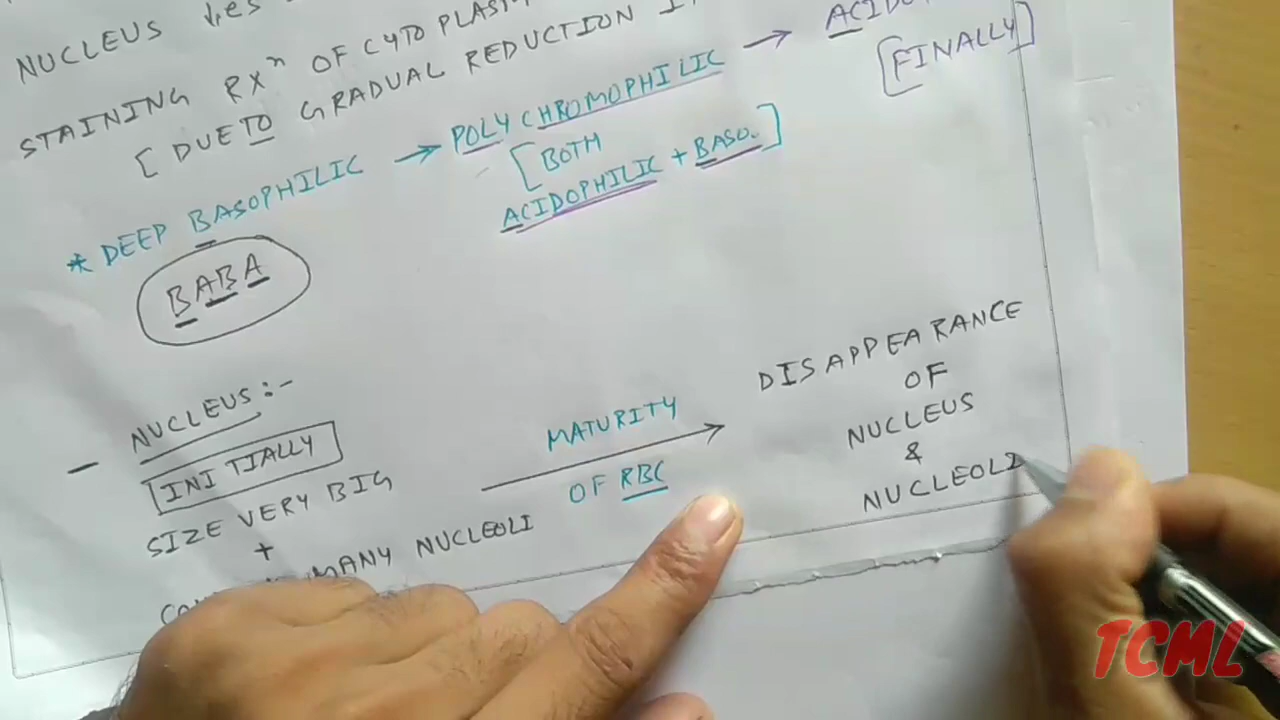 NUCLEUS
STAINING RXⁿ OF CYTOPLASM
[DUE TO GRADUAL REDUCTION
* DEEP BASOPHILIC → POLYCHROMOPHILIC →
[BOTH
ACIDOPHILIC + BASO.]
[FINALLY]
BABA
- NUCLEUS:-
INITIALLY
SIZE VERY BIG
+
MANY NUCLEOLI
MATURITY
OF RBC
DISAPPEARANCE
OF
NUCLEUS
&
NUCLEOLI
TCML